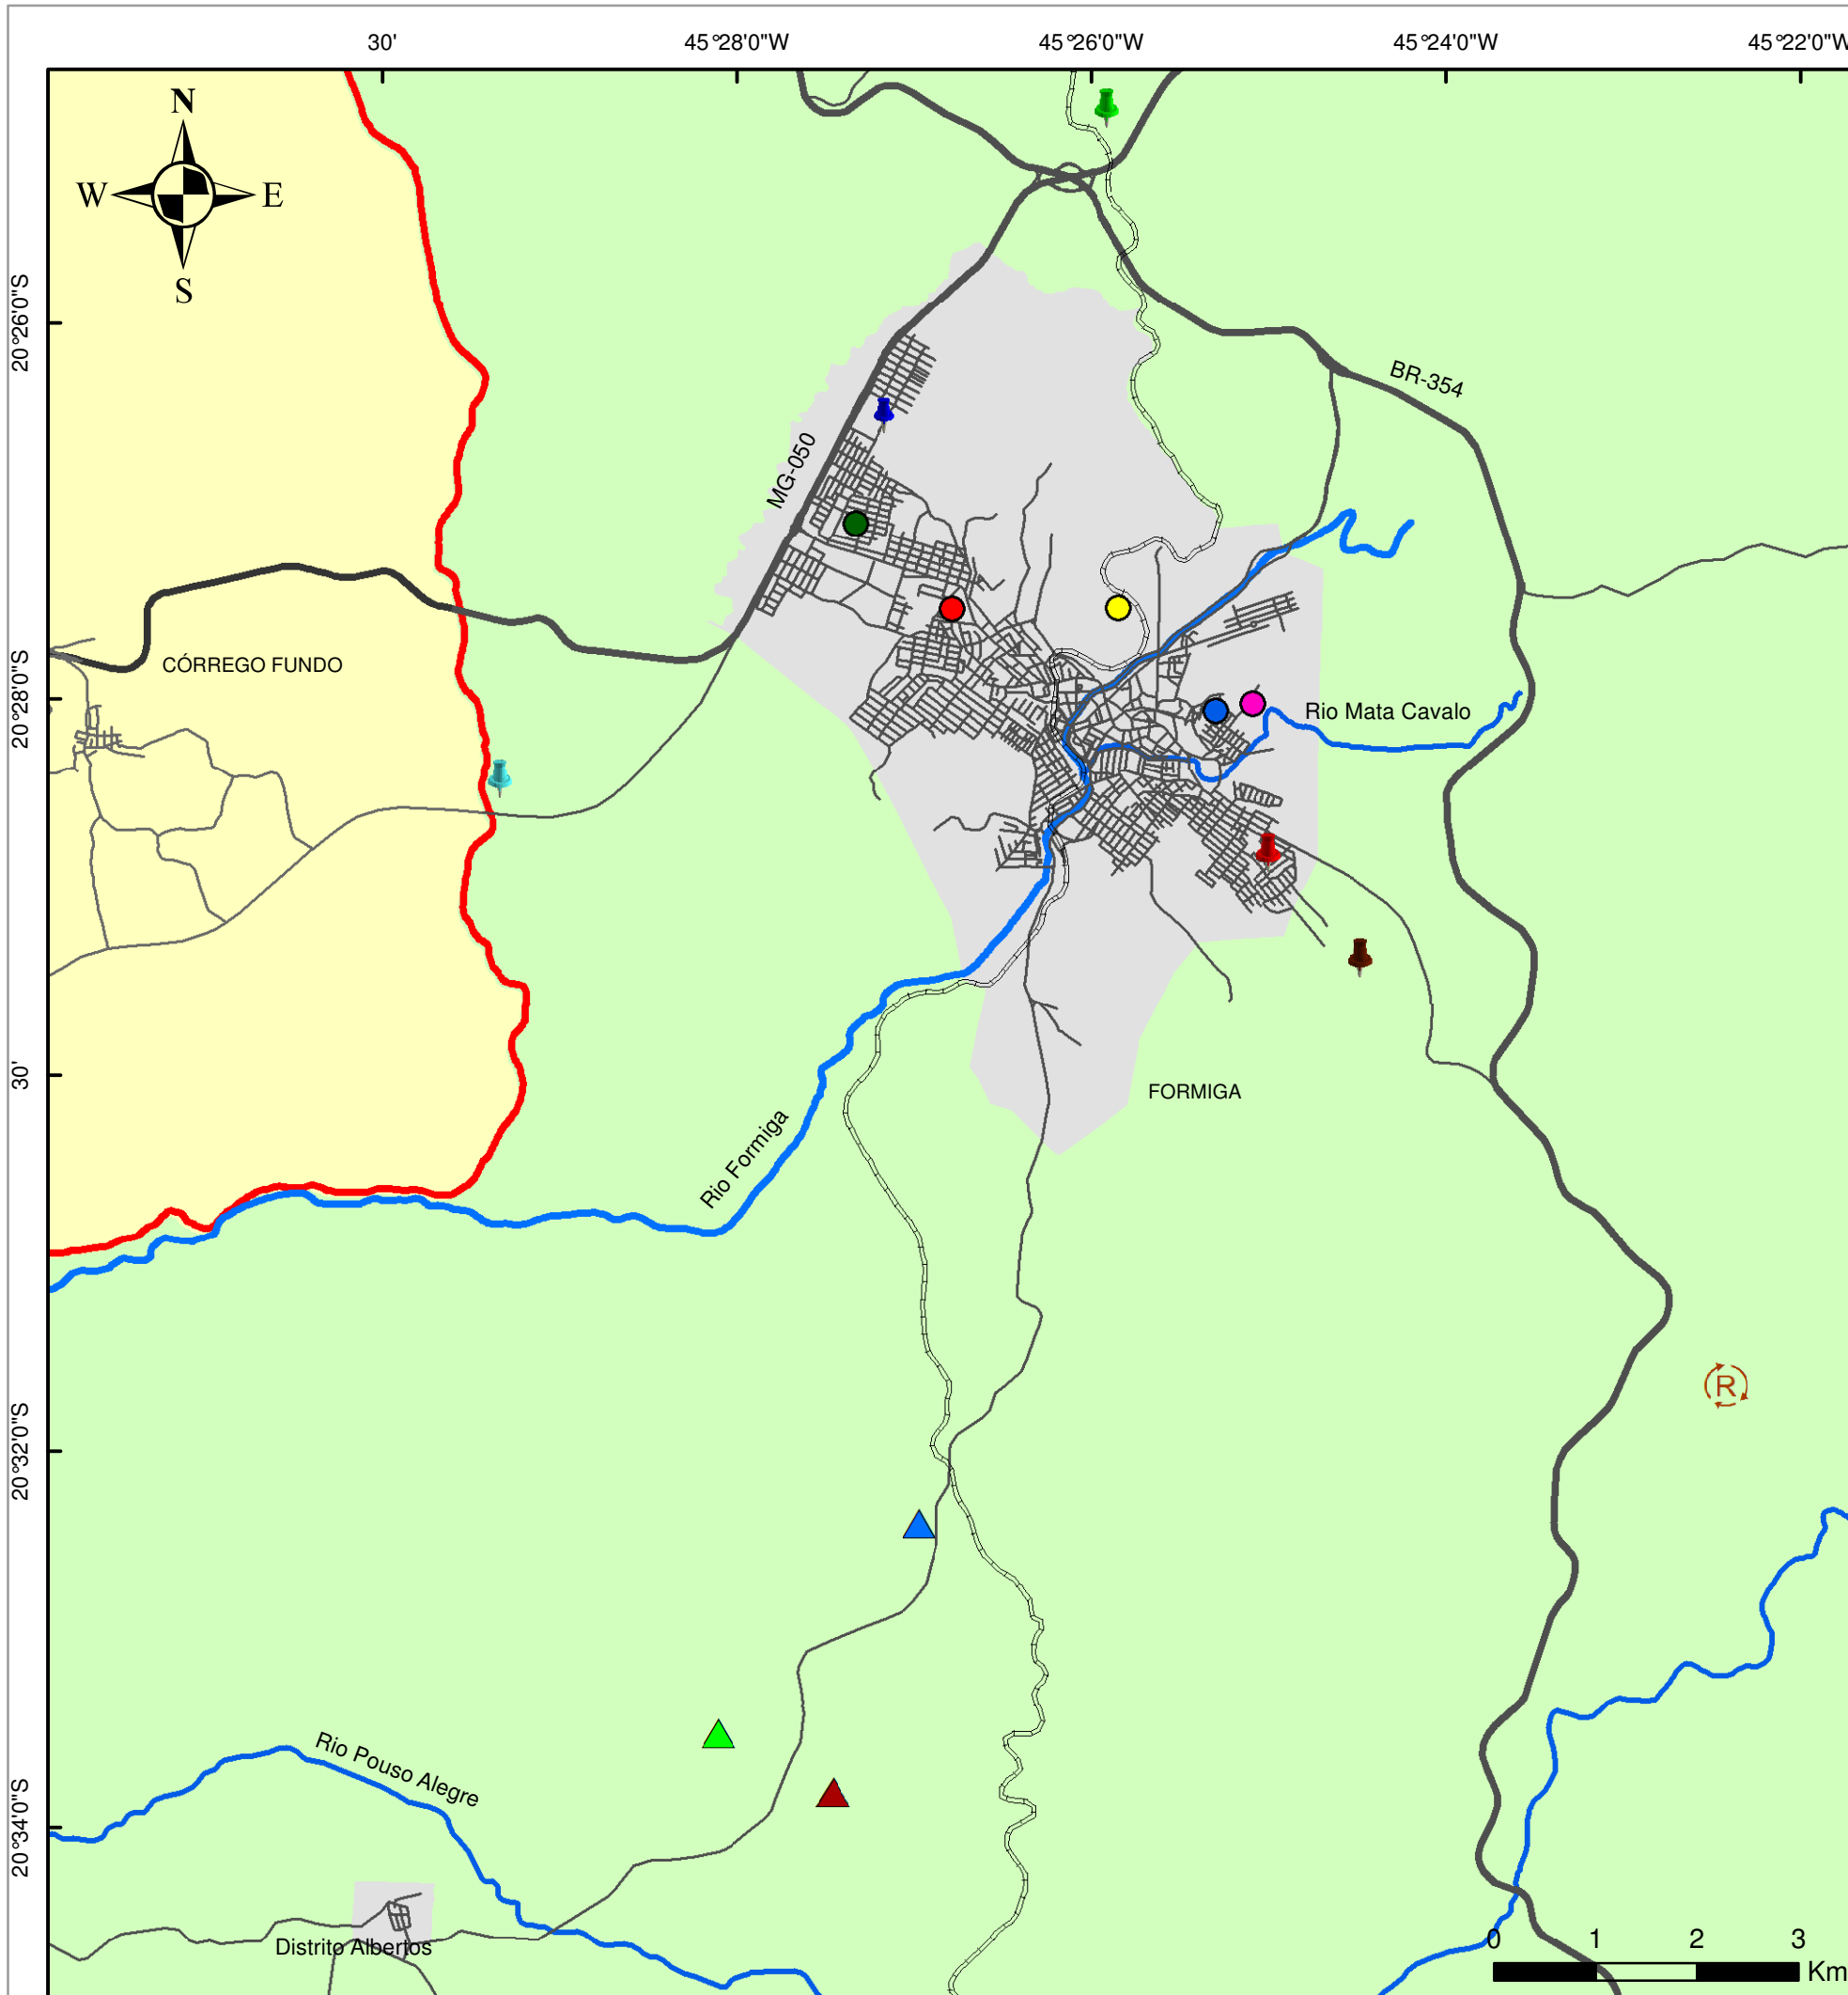 30'
45°28'0"W
45°26'0"W
45°24'0"W
45°22'0"W
N
W
E
S
20°26'0"S
BR-354
MG-050
CÓRREGO FUNDO
20°28'0"S
Rio Mata Cavalo
30'
FORMIGA
Rio Formiga
R
20°32'0"S
Rio Pouso Alegre
20°34'0"S
Distrito Albertos
0 1 2 3
Km